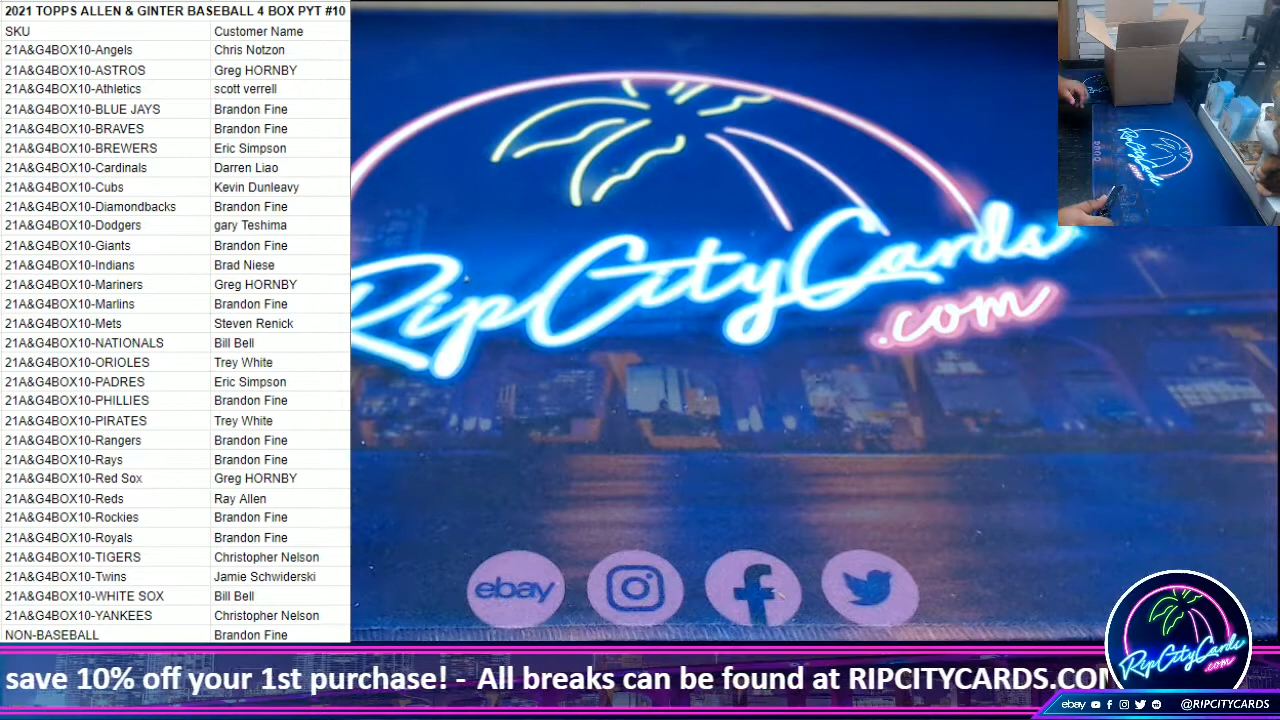 2021 TOPPS ALLEN & GINTER BASEBALL 4 BOX PYT #10
SKU Customer Name
21A&G4BOX10-Angels Chris Notzon
21A&G4BOX10-ASTROS Greg HORNBY
21A&G4BOX10-Athletics scott verrell
21A&G4BOX10-BLUE JAYS Brandon Fine
21A&G4BOX10-BRAVES Brandon Fine
21A&G4BOX10-BREWERS Eric Simpson
21A&G4BOX10-Cardinals Darren Liao
21A&G4BOX10-Cubs Kevin Dunleavy
21A&G4BOX10-Diamondbacks Brandon Fine
21A&G4BOX10-Dodgers gary Teshima
21A&G4BOX10-Giants Brandon Fine
21A&G4BOX10-Indians Brad Niese
21A&G4BOX10-Mariners Greg HORNBY
21A&G4BOX10-Marlins Brandon Fine
21A&G4BOX10-Mets Steven Renick
21A&G4BOX10-NATIONALS Bill Bell
21A&G4BOX10-ORIOLES Trey White
21A&G4BOX10-PADRES Eric Simpson
21A&G4BOX10-PHILLIES Brandon Fine
21A&G4BOX10-PIRATES Trey White
21A&G4BOX10-Rangers Brandon Fine
21A&G4BOX10-Rays Brandon Fine
21A&G4BOX10-Red Sox Greg HORNBY
21A&G4BOX10-Reds Ray Allen
21A&G4BOX10-Rockies Brandon Fine
21A&G4BOX10-Royals Brandon Fine
21A&G4BOX10-TIGERS Christopher Nelson
21A&G4BOX10-Twins Jamie Schwiderski
21A&G4BOX10-WHITE SOX Bill Bell
21A&G4BOX10-YANKEES Christopher Nelson
NON-BASEBALL Brandon Fine
RipCityCards
.com
ebay
RipCityCards
.com
save 10% off your 1st purchase! - All breaks can be found at RIPCITYCARDS.COM
RipCityCards
.com
ebay @RIPCITYCARDS